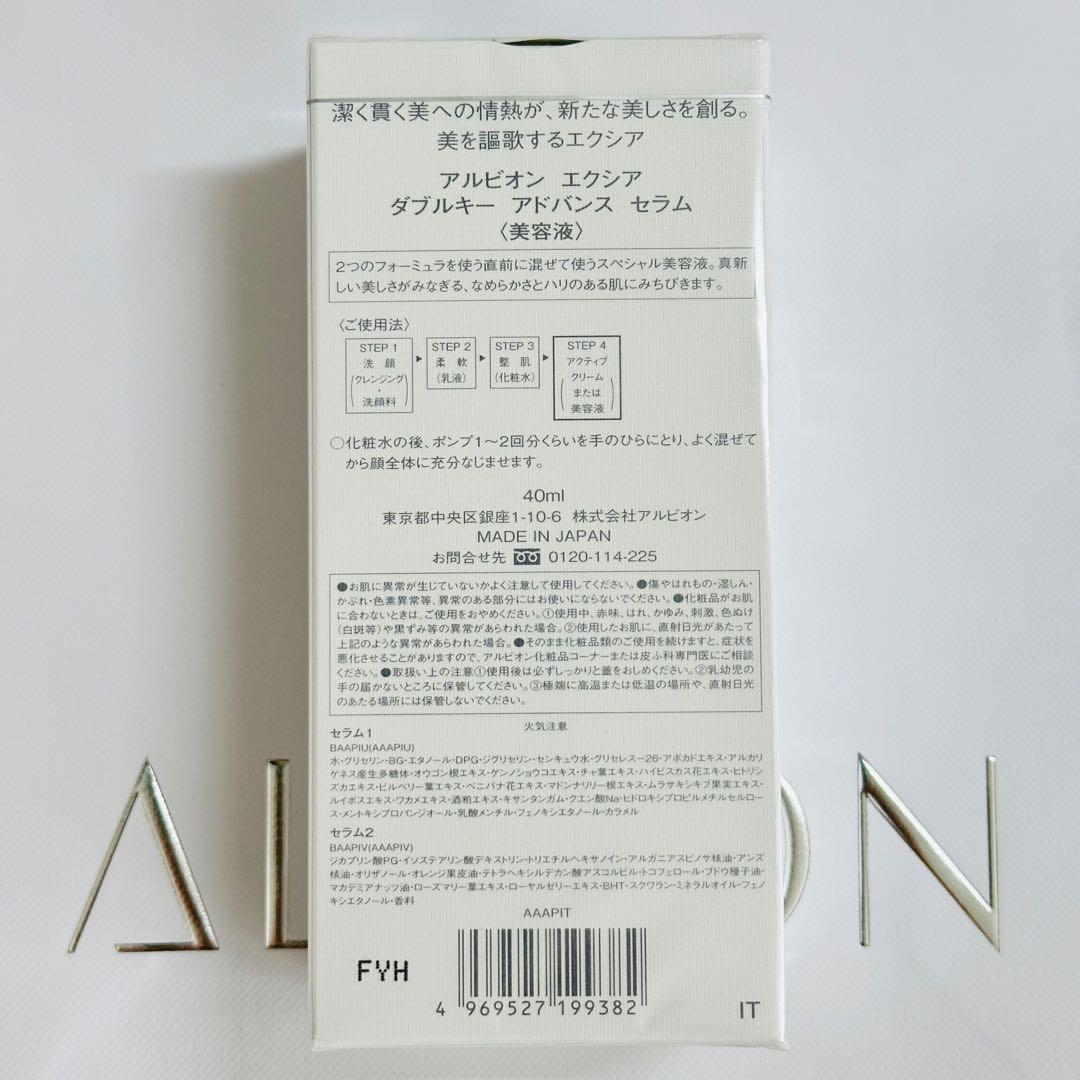 潔く貫く美への情熱が、新たな美しさを創る。
美を謳歌するエクシア
アルビオン エクシア
ダブルキー アドバンス セラム
〈美容液〉
2つのフォーミュラを使う直前に混ぜて使うスペシャル美容液。真新
しい美しさがみなぎる、なめらかさとハリのある肌にみちびきます。
〈ご使用法〉
STEP 1
洗顔
(クレンジング・洗顔料)
STEP 2
柔軟
(乳液)
STEP 3
整肌
(化粧水)
STEP 4
アクティブ
クリーム
または
美容液
○化粧水の後、ポンプ1〜2回分くらいを手のひらにとり、よく混ぜて
から顔全体に充分なじませます。
40ml
東京都中央区銀座1-10-6 株式会社アルビオン
MADE IN JAPAN
お問合せ先 0120-114-225
●お肌に異常が生じていないかよく注意して使用してください。●傷やはれもの・湿しん・
かぶれ・色素異常等、異常のある部分にはお使いにならないでください。●化粧品がお肌
に合わないときは、ご使用をおやめください。①使用中、赤味、はれ、かゆみ、刺激、色ぬけ
(白斑等)や黒ずみ等の異常があらわれた場合。②使用したお肌に、直射日光があたって
上記のような異常があらわれた場合。●そのまま化粧品類のご使用を続けますと、症状を
悪化させることがありますので、アルビオン化粧品コーナーまたは皮ふ科専門医にご相談
ください。●取扱い上の注意①使用後は必ずしっかりと蓋をおしめください。②乳幼児の
手の届かないところに保管してください。③極端に高温または低温の場所や、直射日光
のあたる場所には保管しないでください。
火気注意
セラム1
BAAPIU(AAAPIU)
水・グリセリン・BG・エタノール・DPG・ジグリセリン・センキュウ水・グリセレス-26・アボカドエキス・アルカリ
ゲネス産生多糖体・オウゴン根エキス・ゲンノショウコエキス・チャ葉エキス・ハイビスカス花エキス・ヒトリシ
ズカエキス・ビルベリー葉エキス・ベニバナ花エキス・マドンナリリー根エキス・ムラサキシキブ果実エキス・
ルイボスエキス・ワカメエキス・酒粕エキス・キサンタンガム・クエン酸Na・ヒドロキシプロピルメチルセルロー
ス・メントキシプロパンジオール・乳酸メンチル・フェノキシエタノール・カラメル
セラム2
BAAPIV(AAAPIV)
ジカプリン酸PG・イソステアリン酸デキストリン・トリエチルヘキサノイン・アルガニアスピノサ核油・アンズ
核油・オリザノール・オレンジ果皮油・テトラヘキシルデカン酸アスコルビル・トコフェロール・ブドウ種子油・
マカデミアナッツ油・ローズマリー葉エキス・ローヤルゼリーエキス・BHT・スクワラン・ミネラルオイル・フェノ
キシエタノール・香料
AAAPIT
FYH
4 969527 199382
IT